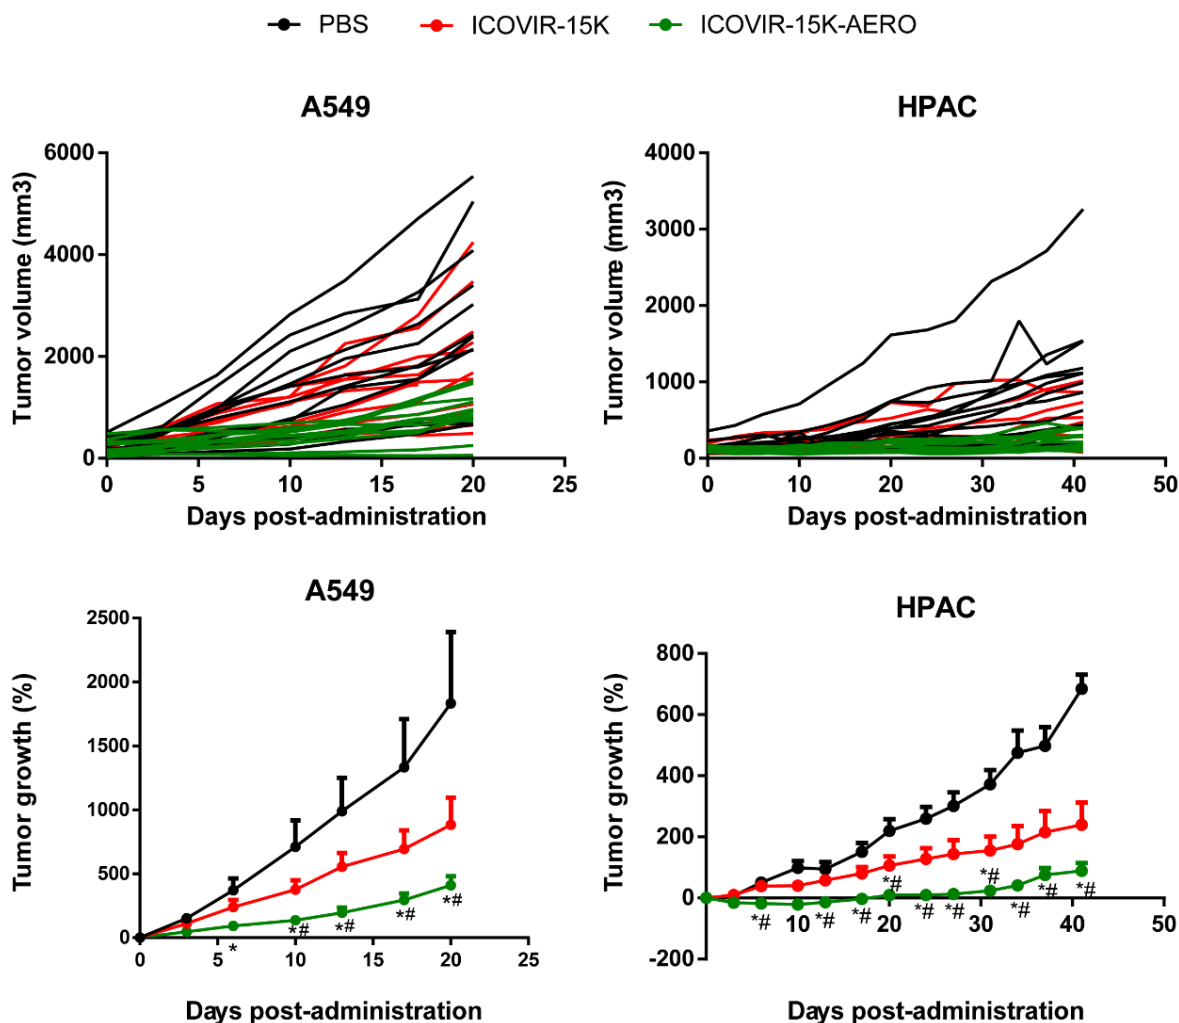 PBS ICOVIR-15K ICOVIR-15K-AERO
A549
6000
4000
2000
0
Tumor volume (mm3)
0 5 10 15 20 25
Days post-administration
HPAC
4000
3000
2000
1000
0
Tumor volume (mm3)
0 10 20 30 40 50
Days post-administration
A549
2500
2000
1500
1000
500
0
Tumor growth (%)
* *# *# *# *#
0 5 10 15 20 25
Days post-administration
HPAC
800
600
400
200
0
-200
Tumor growth (%)
*# *# *# *# *# *# *# *# *# *#
10 20 30 40 50
Days post-administration